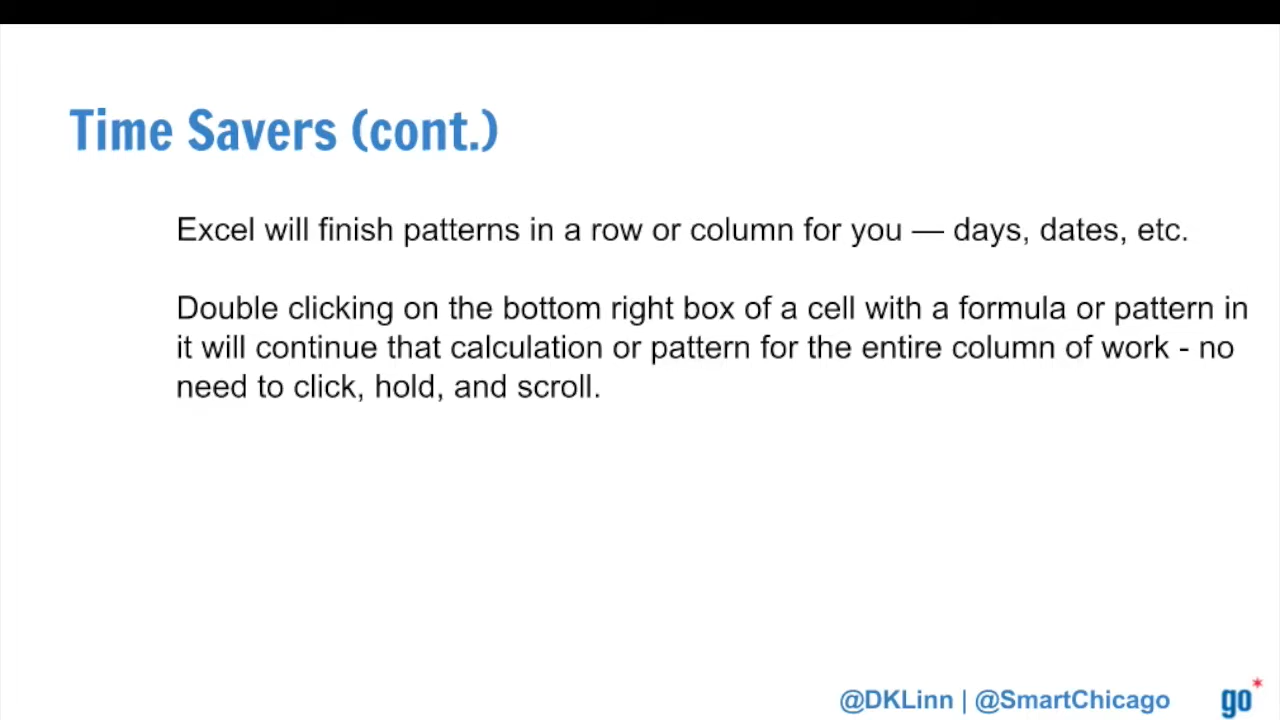 Time Savers (cont.)
Excel will finish patterns in a row or column for you — days, dates, etc.
Double clicking on the bottom right box of a cell with a formula or pattern in
it will continue that calculation or pattern for the entire column of work - no
need to click, hold, and scroll.
@DKLinn | @SmartChicago
go*